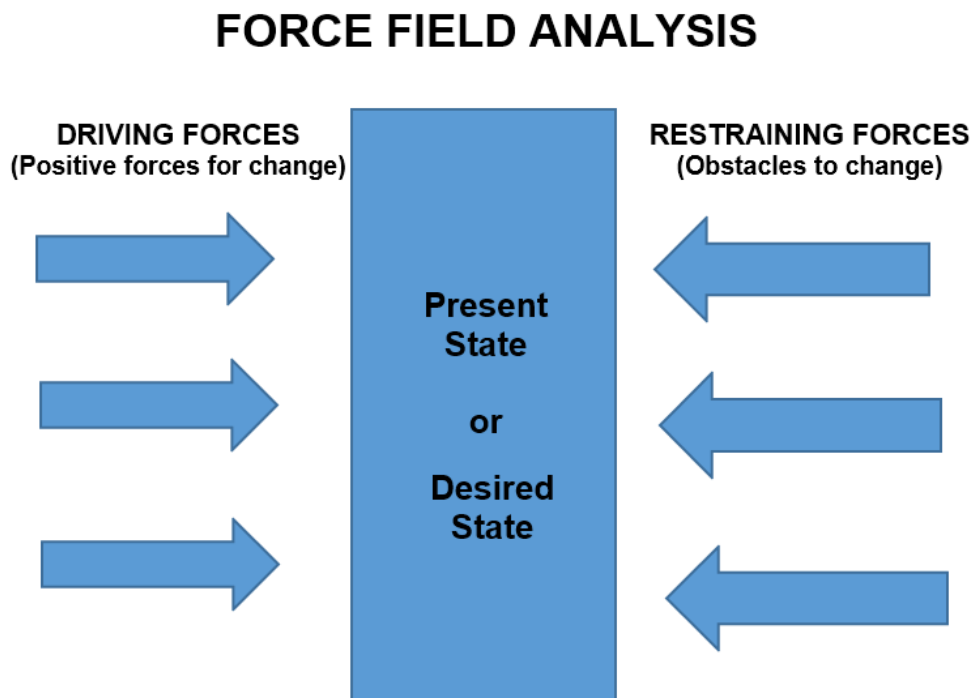 FORCE FIELD ANALYSIS
DRIVING FORCES
(Positive forces for change)
RESTRAINING FORCES
(Obstacles to change)
Present
State
or
Desired
State